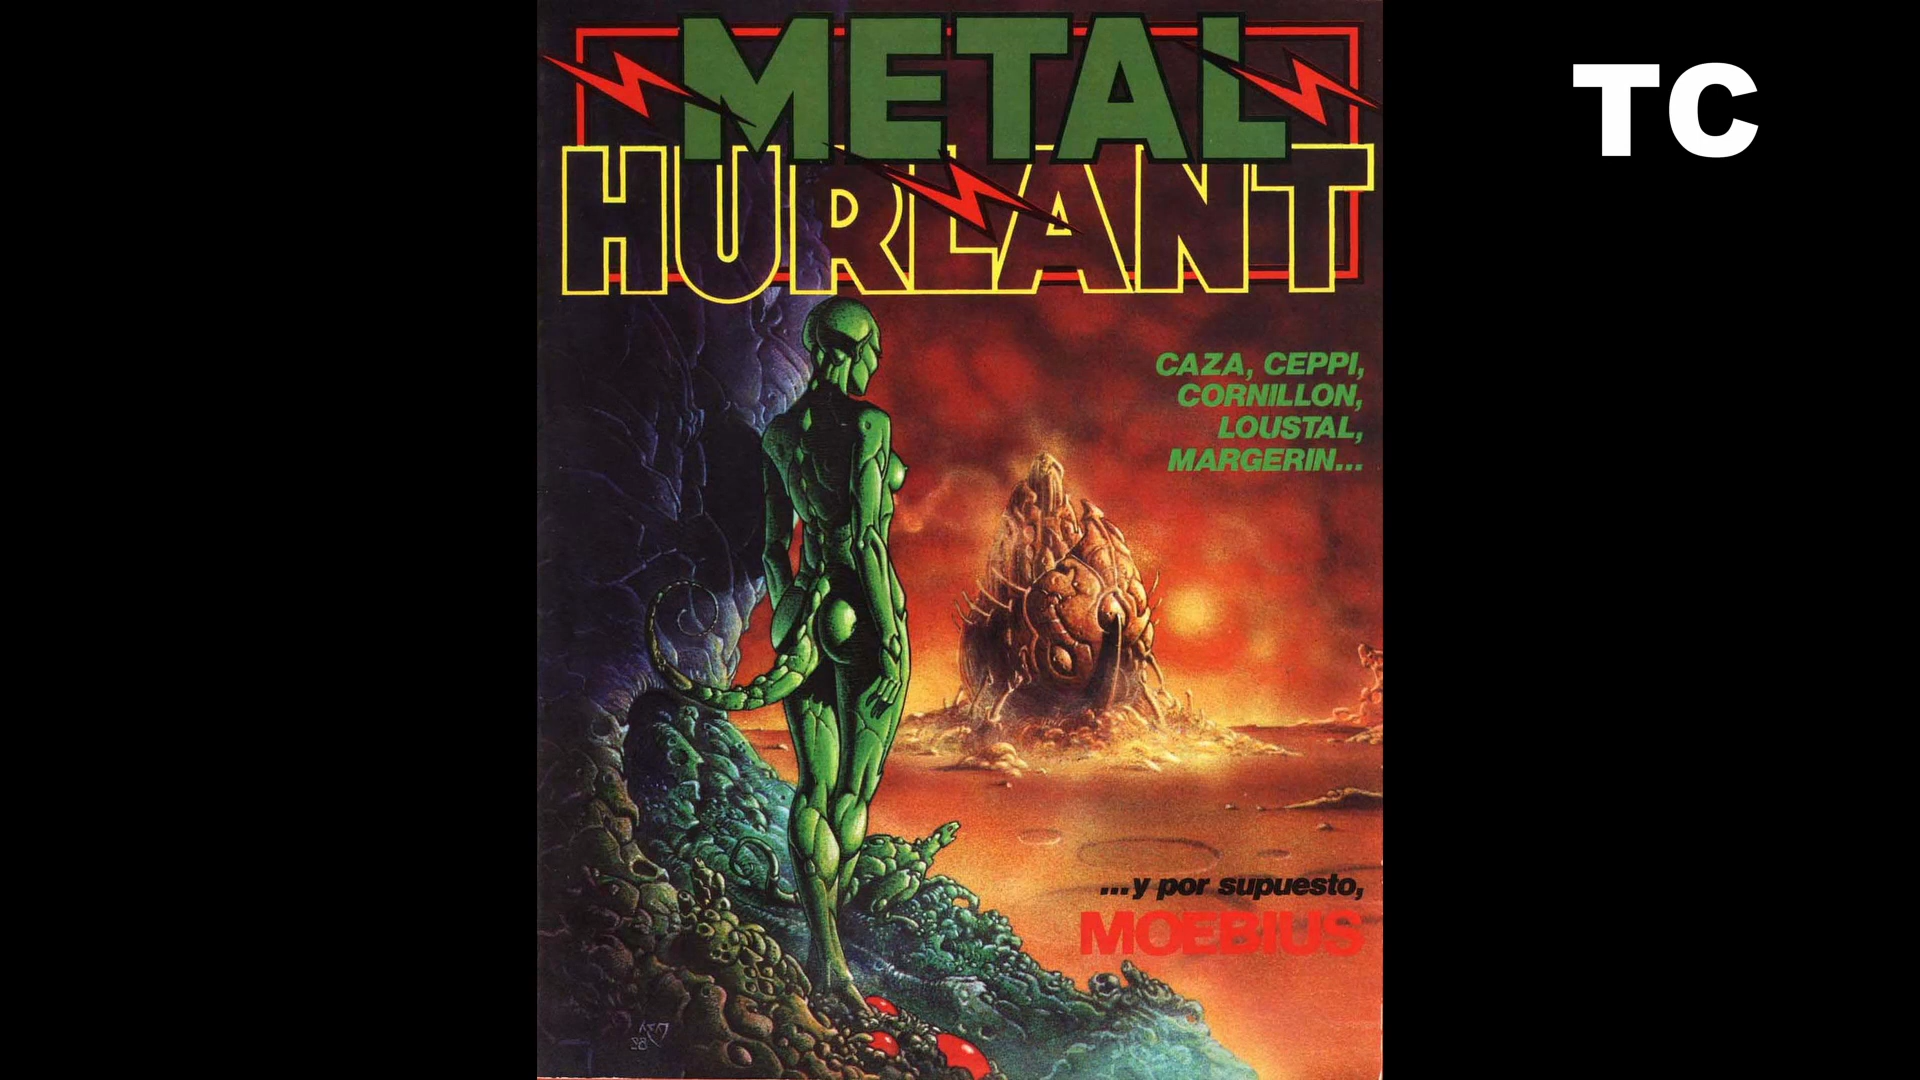 METAL
HURLANT
TC
CAZA, CEPPI,
CORNILLON,
LOUSTAL,
MARGERIN...
...y por supuesto,
MOEBIUS